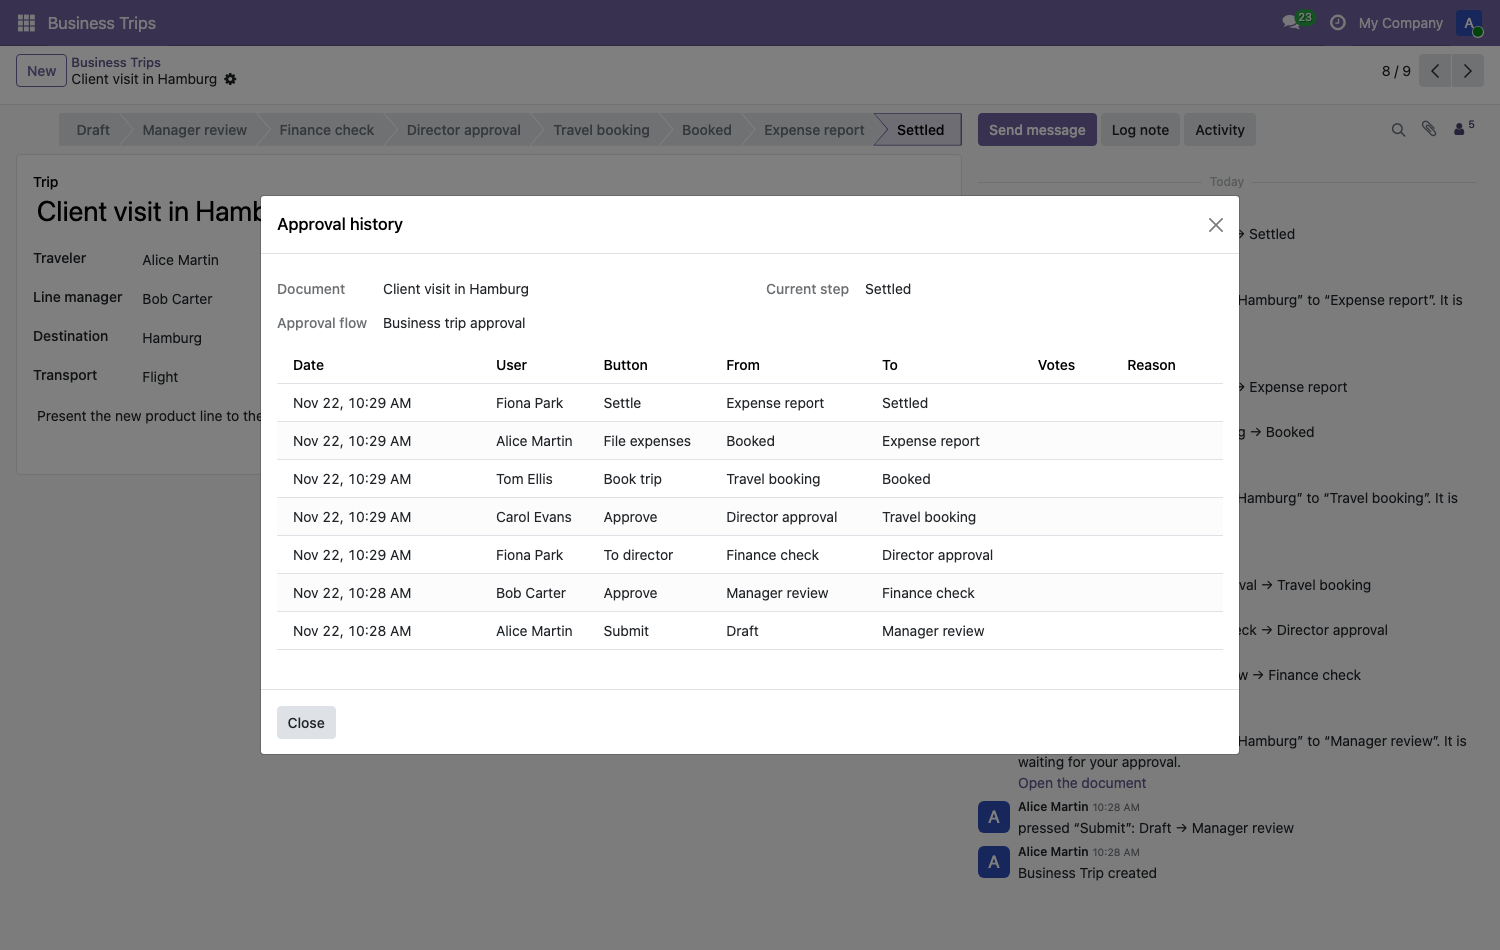 Business Trips
23
My Company
A
New
Business Trips
Client visit in Hamburg
8 / 9
Draft
Manager review
Finance check
Director approval
Travel booking
Booked
Expense report
Settled
Send message
Log note
Activity
5
Trip
Today
Client visit in Hamb
Approval history
Settled
Traveler
Alice Martin
Line manager
Bob Carter
Destination
Hamburg
Transport
Flight
Present the new product line to the
Document
Client visit in Hamburg
Current step
Settled
Approval flow
Business trip approval
Date User Button From To Votes Reason
Nov 22, 10:29 AM Fiona Park Settle Expense report Settled
Nov 22, 10:29 AM Alice Martin File expenses Booked Expense report
Nov 22, 10:29 AM Tom Ellis Book trip Travel booking Booked
Nov 22, 10:29 AM Carol Evans Approve Director approval Travel booking
Nov 22, 10:29 AM Fiona Park To director Finance check Director approval
Nov 22, 10:28 AM Bob Carter Approve Manager review Finance check
Nov 22, 10:28 AM Alice Martin Submit Draft Manager review
Close
Hamburg” to “Expense report”. It is
→ Expense report
g → Booked
Hamburg” to “Travel booking”. It is
val → Travel booking
ck → Director approval
w → Finance check
Hamburg” to “Manager review”. It is
waiting for your approval.
Open the document
A
Alice Martin 10:28 AM
pressed “Submit”: Draft → Manager review
A
Alice Martin 10:28 AM
Business Trip created